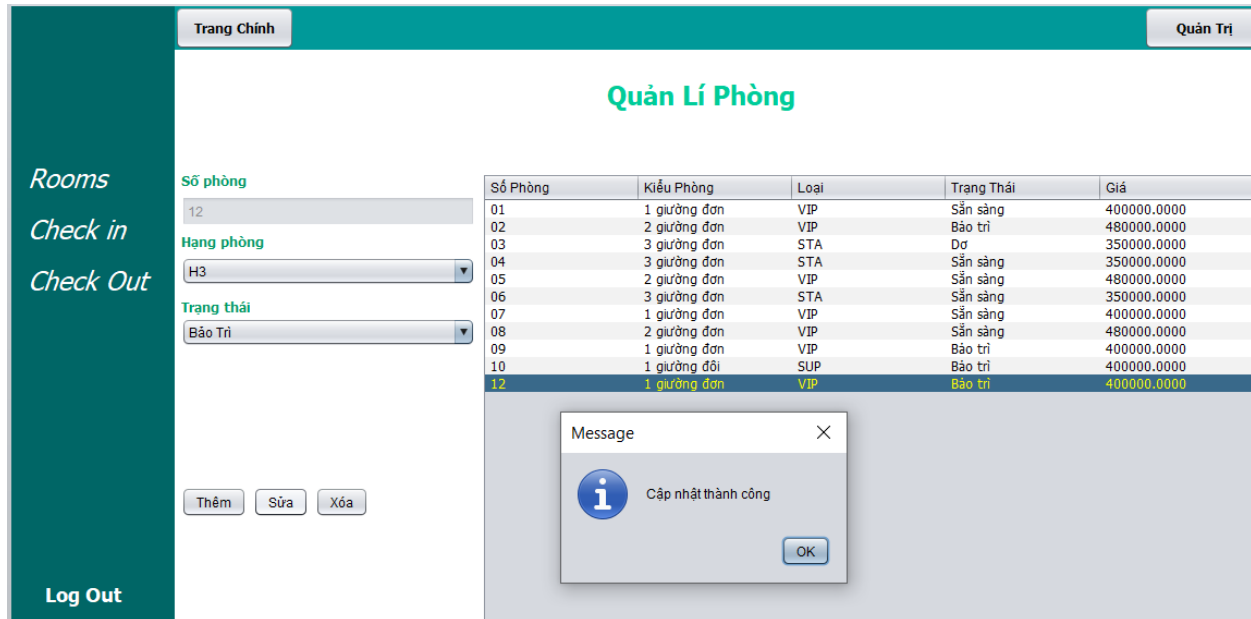 Trang Chính
Quản Trị
Quản Lí Phòng
Rooms
Check in
Check Out
Log Out
Số phòng
12
Hạng phòng
H3
Trạng thái
Bảo Trì
Thêm Sửa Xóa
Số Phòng Kiểu Phòng Loại Trạng Thái Giá
01 1 giường đơn VIP Sẵn sàng 400000.0000
02 2 giường đơn VIP Bảo trì 480000.0000
03 3 giường đơn STA Dơ 350000.0000
04 3 giường đơn STA Sẵn sàng 350000.0000
05 2 giường đơn VIP Sẵn sàng 480000.0000
06 3 giường đơn STA Sẵn sàng 350000.0000
07 1 giường đơn VIP Sẵn sàng 400000.0000
08 2 giường đơn VIP Sẵn sàng 480000.0000
09 1 giường đơn VIP Bảo trì 400000.0000
10 1 giường đôi SUP Bảo trì 400000.0000
12 1 giường đơn VIP Bảo trì 400000.0000
Message
Cập nhật thành công
OK